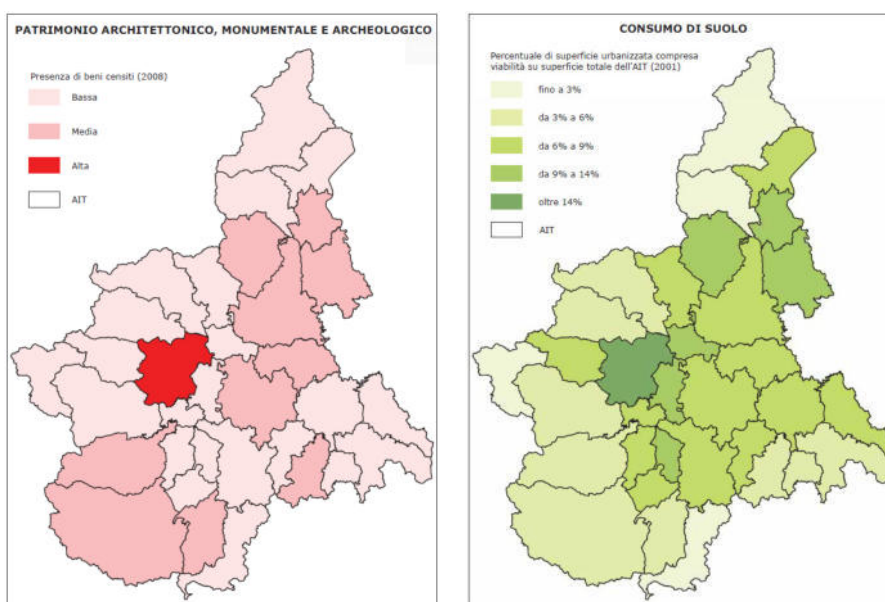 PATRIMONIO ARCHITETTONICO, MONUMENTALE E ARCHEOLOGICO
Presenza di beni censiti (2008)
Bassa
Media
Alta
AIT
CONSUMO DI SUOLO
Percentuale di superficie urbanizzata compresa
viabilità su superficie totale dell'AIT (2001)
fino a 3%
da 3% a 6%
da 6% a 9%
da 9% a 14%
oltre 14%
AIT